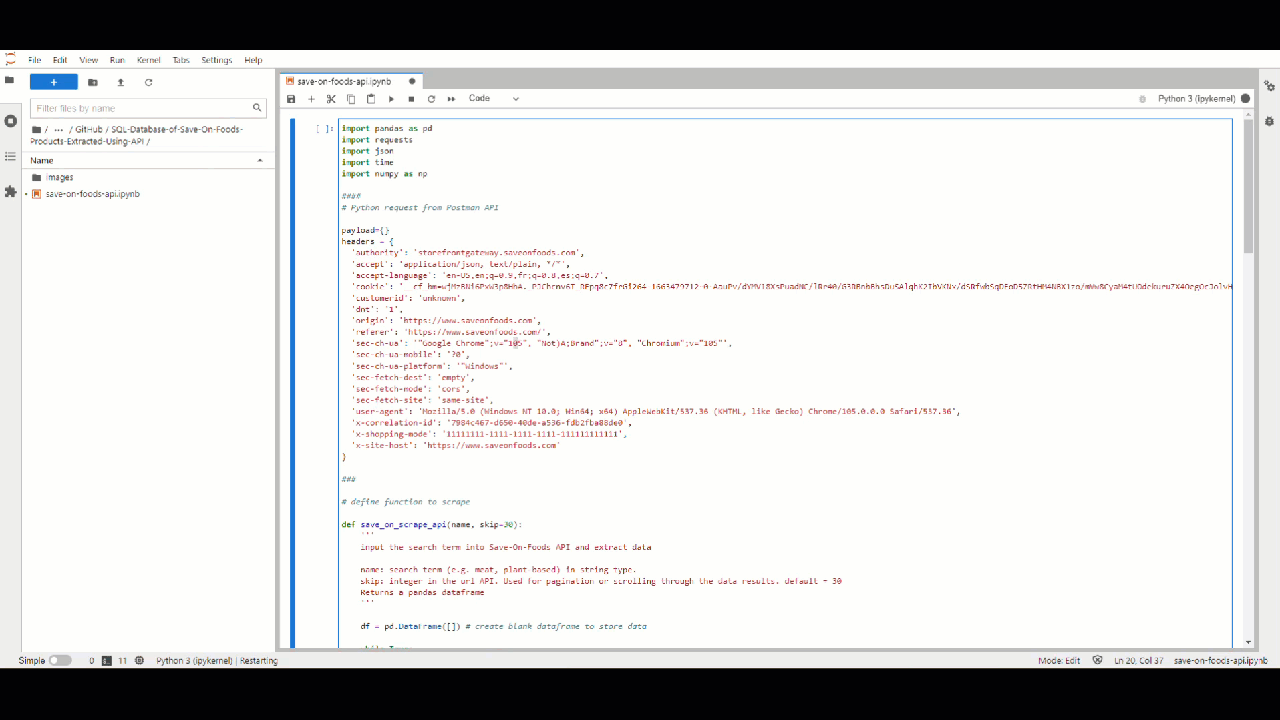 File Edit View Run Kernel Tabs Settings Help
Filter files by name
/ ··· / GitHub / SQL-Database-of-Save-On-Foods-
Products-Extracted-Using-API /
Name
images
save-on-foods-api.ipynb
save-on-foods-api.ipynb
Code
Python 3 (ipykernel)
[ ]:
import pandas as pd
import requests
import json
import time
import numpy as np
####
# Python request from Postman API
payload={}
headers = {
'authority': 'storefrontgateway.saveonfoods.com',
'accept': 'application/json, text/plain, */*',
'accept-language': 'en-US,en;q=0.9,fr;q=0.8,es;q=0.7',
'cookie':
'customerid': 'unknown',
'dnt': '1',
'origin': 'https://www.saveonfoods.com',
'referer': 'https://www.saveonfoods.com/',
'sec-ch-ua': '"Google Chrome";v="105", "Not)A;Brand";v="8", "Chromium";v="105"',
'sec-ch-ua-mobile': '?0',
'sec-ch-ua-platform': '"Windows"',
'sec-fetch-dest': 'empty',
'sec-fetch-mode': 'cors',
'sec-fetch-site': 'same-site',
'user-agent': 'Mozilla/5.0 (Windows NT 10.0; Win64; x64) AppleWebKit/537.36 (KHTML, like Gecko) Chrome/105.0.0.0 Safari/537.36',
'x-correlation-id': '7984c467-d650-40de-a536-fdb2fba88de0',
'x-shopping-mode': '11111111-1111-1111-1111-111111111111',
'x-site-host': 'https://www.saveonfoods.com'
}
###
# define function to scrape
def save_on_scrape_api(name, skip=30):
'''
input the search term into Save-On-Foods API and extract data
name: search term (e.g. meat, plant-based) in string type.
skip: integer in the url API. Used for pagination or scrolling through the data results. default = 30
Returns a pandas dataframe
'''
df = pd.DataFrame([]) # create blank dataframe to store data
Simple 0 11 Python 3 (ipykernel) | Restarting
Mode: Edit Ln 20, Col 37 save-on-foods-api.ipynb